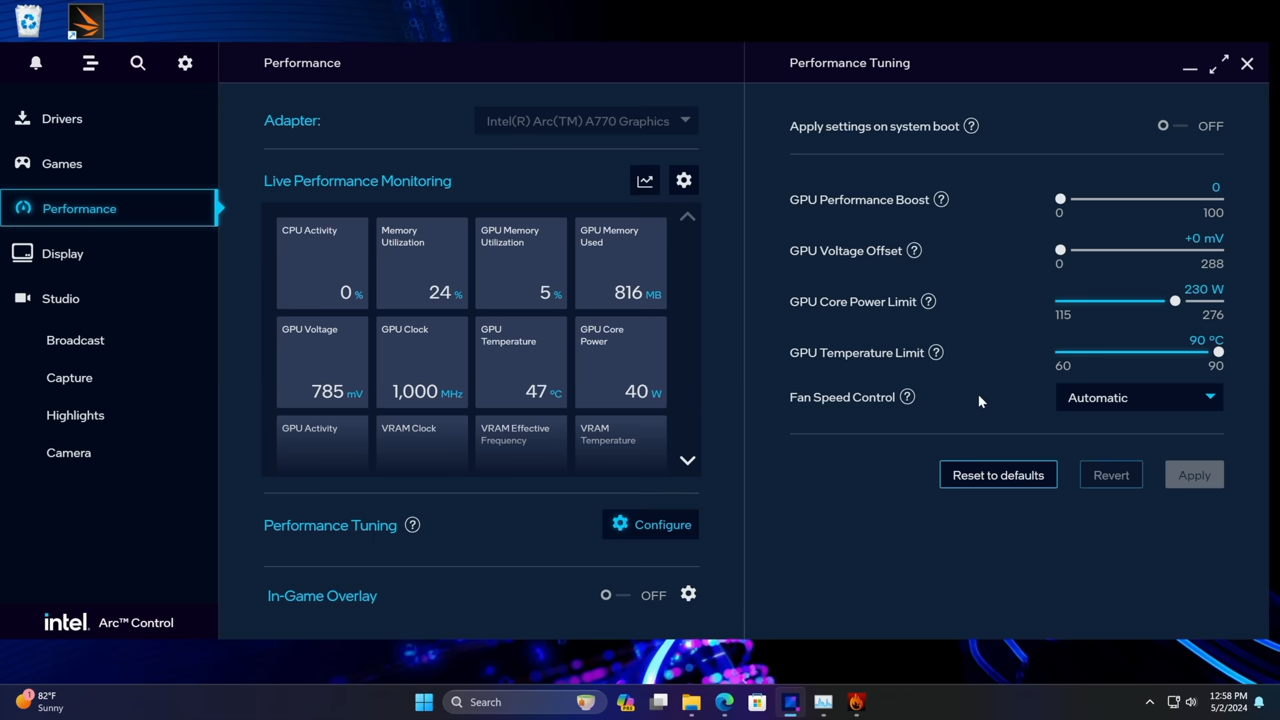 Performance
Performance Tuning
Drivers
Games
Performance
Display
Studio
Broadcast
Capture
Highlights
Camera
intel. Arc™ Control
Adapter:
Intel(R) Arc(TM) A770 Graphics
Live Performance Monitoring
CPU Activity
0 %
Memory
Utilization
24 %
GPU Memory
Utilization
5 %
GPU Memory
Used
816 MB
GPU Voltage
785 mV
GPU Clock
1,000 MHz
GPU
Temperature
47 °C
GPU Core
Power
40 W
GPU Activity
VRAM Clock
VRAM Effective
Frequency
VRAM
Temperature
Performance Tuning ?
Configure
In-Game Overlay
OFF
Apply settings on system boot ?
OFF
GPU Performance Boost ?
0
0 100
GPU Voltage Offset ?
+0 mV
0 288
GPU Core Power Limit ?
230 W
115 276
GPU Temperature Limit ?
90 °C
60 90
Fan Speed Control ?
Automatic
Reset to defaults
Revert
Apply
1
82°F
Sunny
Search
12:58 PM
5/2/2024